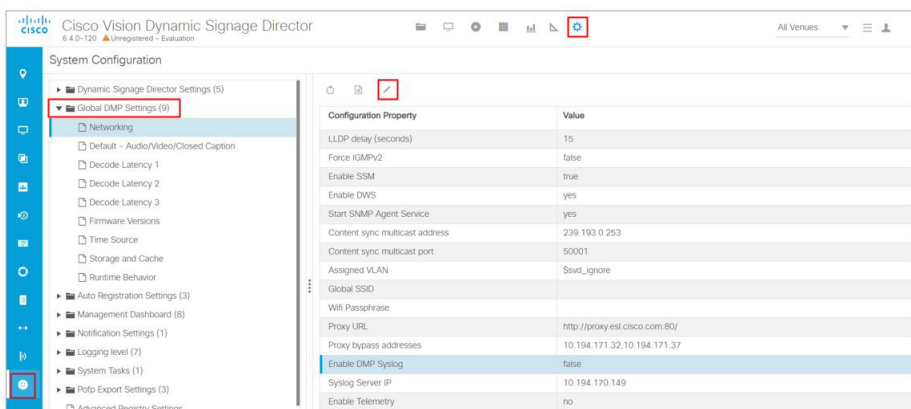 CISCO
Cisco Vision Dynamic Signage Director
6.4.0-120 Unregistered - Evaluation
All Venues
System Configuration
Dynamic Signage Director Settings (5)
Global DMP Settings (9)
Networking
Default - Audio/Video/Closed Caption
Decode Latency 1
Decode Latency 2
Decode Latency 3
Firmware Versions
Time Source
Storage and Cache
Runtime Behavior
Auto Registration Settings (3)
Management Dashboard (8)
Notification Settings (1)
Logging level (7)
System Tasks (1)
Pofp Export Settings (3)
Advanced Registry Settings
Configuration Property Value
LLDP delay (seconds) 15
Force IGMPv2 false
Enable SSM true
Enable DWS yes
Start SNMP Agent Service yes
Content sync multicast address 239.193.0.253
Content sync multicast port 50001
Assigned VLAN $svd_ignore
Global SSID
Wifi Passphrase
Proxy URL http://proxy.esl.cisco.com:80/
Proxy bypass addresses 10.194.171.32,10.194.171.37
Enable DMP Syslog false
Syslog Server IP 10.194.170.149
Enable Telemetry no